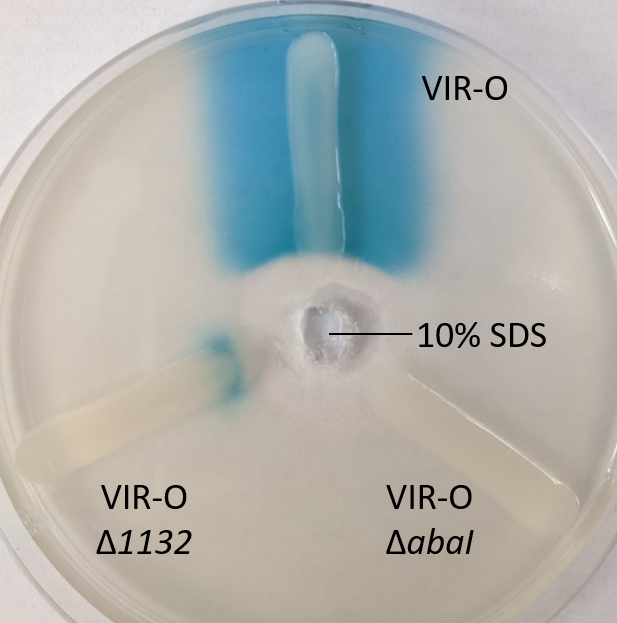 VIR-O
10% SDS
VIR-O
Δ1132
VIR-O
ΔabaI